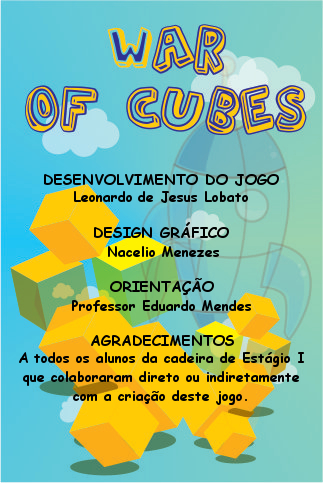 WAR
OF CUBES
DESENVOLVIMENTO DO JOGO
Leonardo de Jesus Lobato
DESIGN GRÁFICO
Nacelio Menezes
ORIENTAÇÃO
Professor Eduardo Mendes
AGRADECIMENTOS
A todos os alunos da cadeira de Estágio I
que colaboraram direto ou indiretamente
com a criação deste jogo.